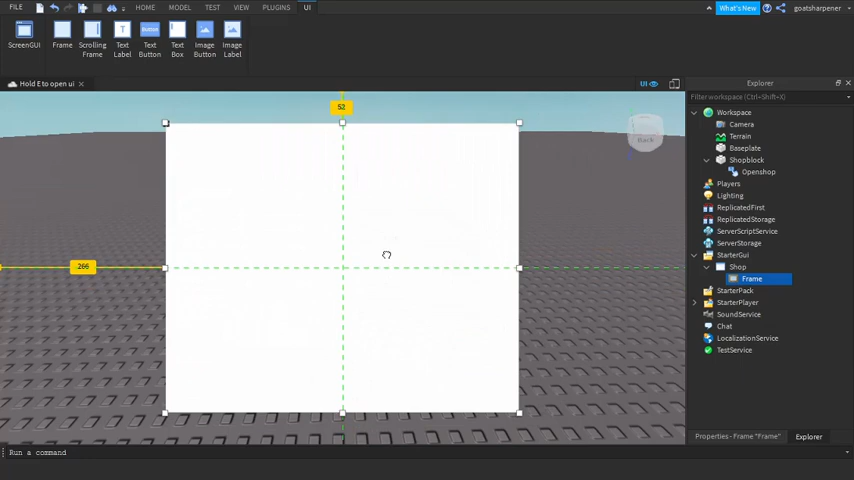 FILE HOME MODEL TEST VIEW PLUGINS UI What's New goatsharpener
ScreenGUI Frame Scrolling Frame Text Label Text Button Text Box Image Button Image Label
Button T
Hold E to open ui
UI
Explorer
Filter workspace (Ctrl+Shift+X)
52
Back
266
Workspace
Camera
Terrain
Baseplate
Shopblock
Openshop
Players
Lighting
ReplicatedFirst
ReplicatedStorage
ServerScriptService
ServerStorage
StarterGui
Shop
Frame
StarterPack
StarterPlayer
SoundService
Chat
LocalizationService
TestService
Properties - Frame "Frame" Explorer
Run a command